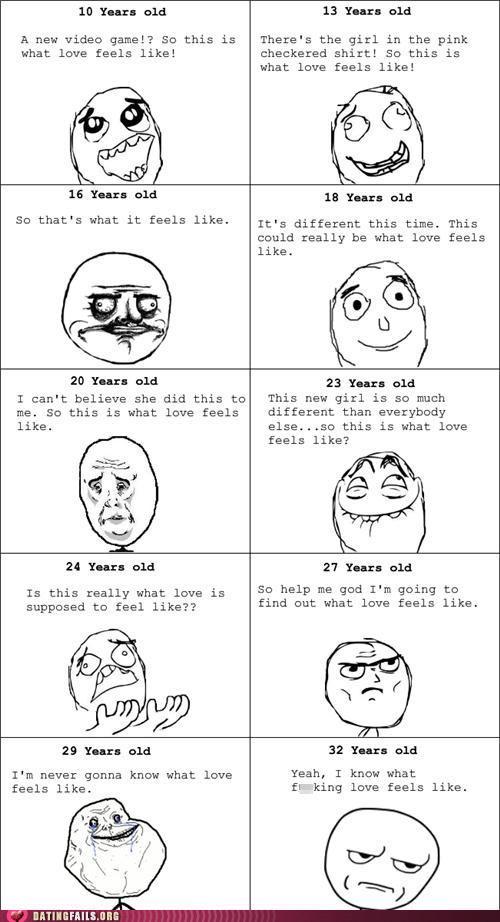 10 Years old
A new video game!? So this is
what love feels like!
13 Years old
There's the girl in the pink
checkered shirt! So this is
what love feels like!
16 Years old
So that's what it feels like.
18 Years old
It's different this time. This
could really be what love feels
like.
20 Years old
I can't believe she did this to
me. So this is what love feels
like.
23 Years old
This new girl is so much
different than everybody
else...so this is what love
feels like?
24 Years old
Is this really what love is
supposed to feel like??
27 Years old
So help me god I'm going to
find out what love feels like.
29 Years old
I'm never gonna know what love
feels like.
32 Years old
Yeah, I know what
f king love feels like.
DATINGFAILS.ORG